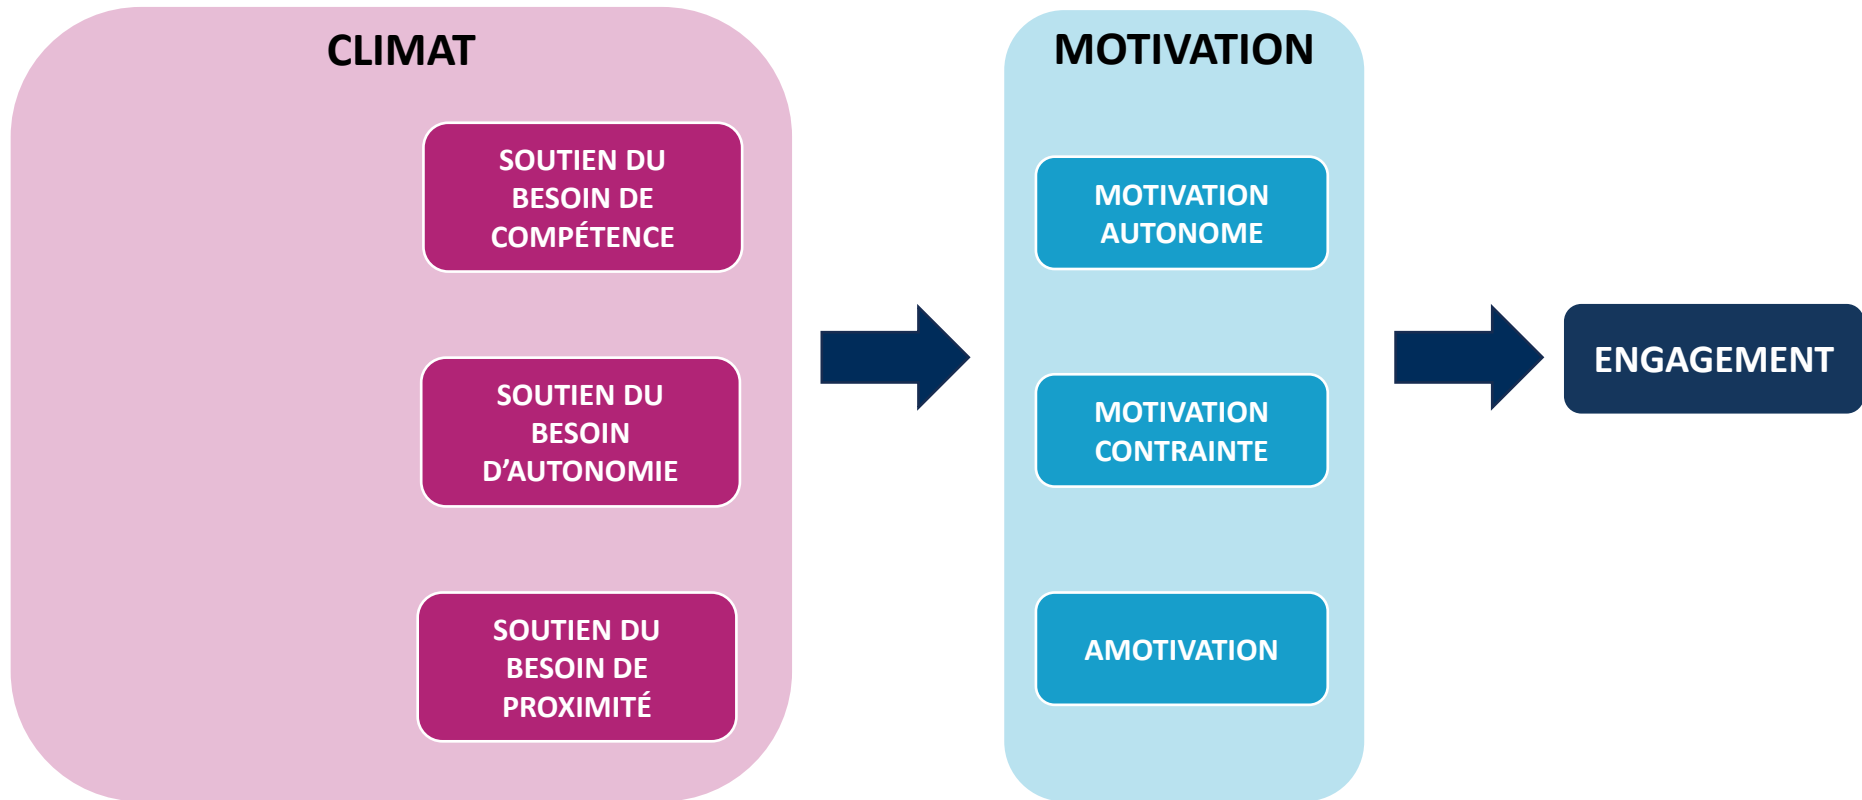 CLIMAT
SOUTIEN DU
BESOIN DE
COMPÉTENCE
SOUTIEN DU
BESOIN
D’AUTONOMIE
SOUTIEN DU
BESOIN DE
PROXIMITÉ
MOTIVATION
MOTIVATION
AUTONOME
MOTIVATION
CONTRAINTE
AMOTIVATION
ENGAGEMENT